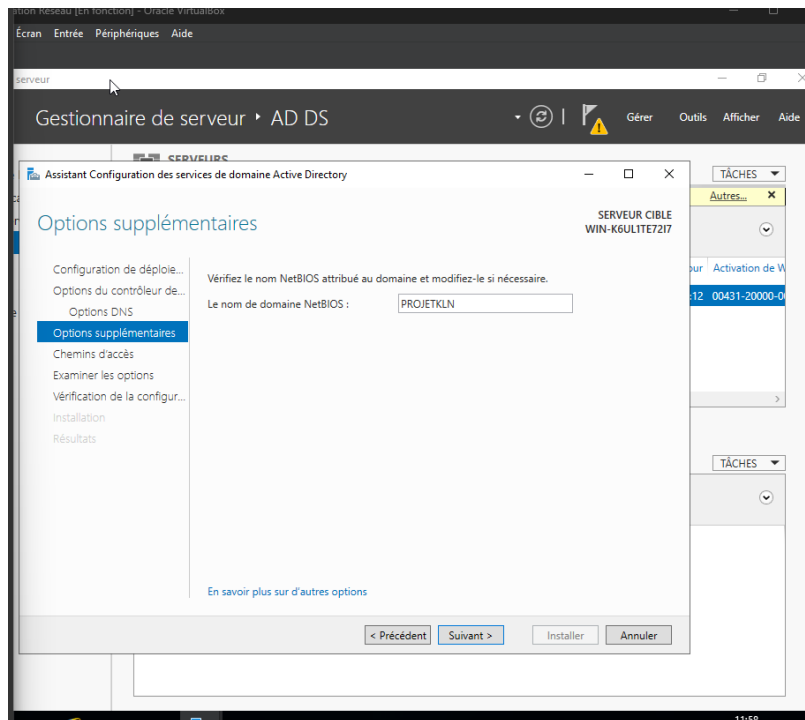 ation Réseau [En fonction] - Oracle VirtualBox
Écran Entrée Périphériques Aide
serveur
Gestionnaire de serveur ‣ AD DS
Gérer Outils Afficher Aide
SERVEURS
TÂCHES
Assistant Configuration des services de domaine Active Directory
Autres...
Options supplémentaires
SERVEUR CIBLE
WIN-K6UL1TE72I7
Configuration de déploie...
Options du contrôleur de...
Options DNS
Options supplémentaires
Chemins d'accès
Examiner les options
Vérification de la configur...
Installation
Résultats
Vérifiez le nom NetBIOS attribué au domaine et modifiez-le si nécessaire.
Le nom de domaine NetBIOS : PROJETKLN
our Activation de W
:12 00431-20000-0
TÂCHES
En savoir plus sur d'autres options
< Précédent Suivant > Installer Annuler
11:58